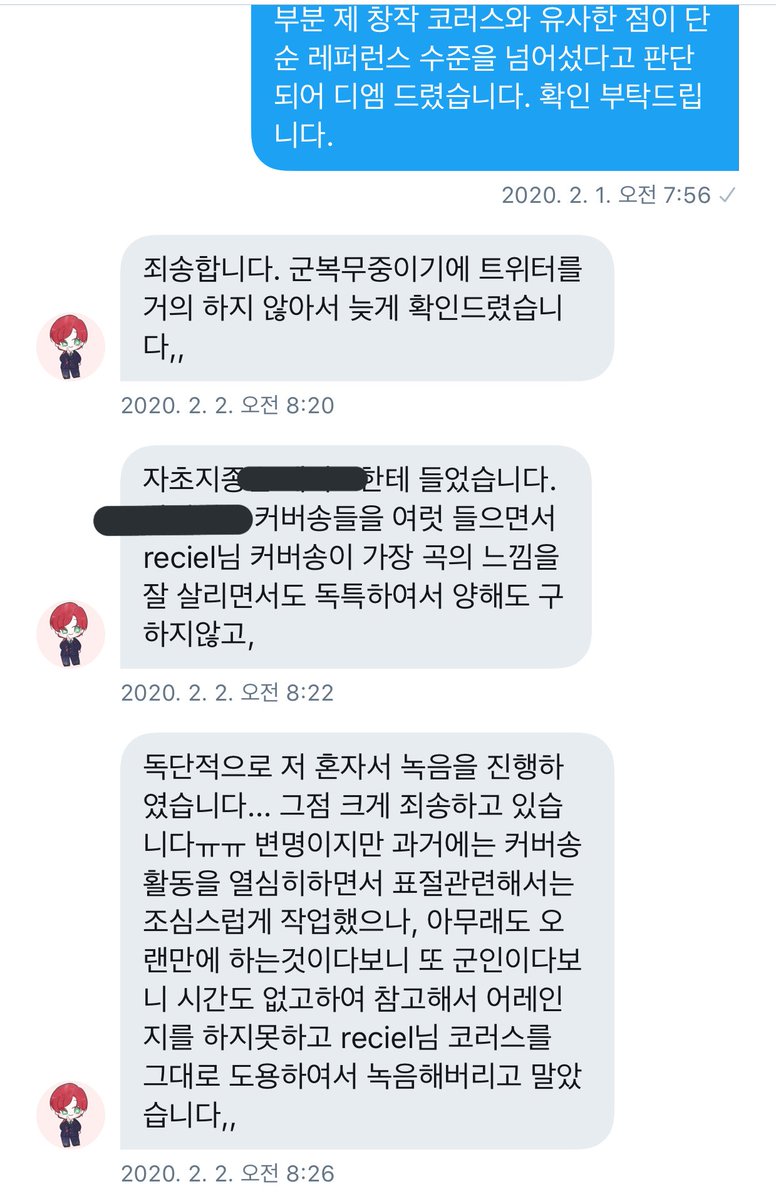 부분 제 창작 코러스와 유사한 점이 단
순 레퍼런스 수준을 넘어섰다고 판단
되어 디엠 드렸습니다. 확인 부탁드립
니다.
2020. 2. 1. 오전 7:56
죄송합니다. 군복무중이기에 트위터를
거의 하지 않아서 늦게 확인드렸습니
다,,
2020. 2. 2. 오전 8:20
자초지종 한테 들었습니다.
커버송들을 여럿 들으면서
reciel님 커버송이 가장 곡의 느낌을
잘 살리면서도 독특하여서 양해도 구
하지않고,
2020. 2. 2. 오전 8:22
독단적으로 저 혼자서 녹음을 진행하
였습니다... 그점 크게 죄송하고 있습
니다ㅠㅠ 변명이지만 과거에는 커버송
활동을 열심히하면서 표절관련해서는
조심스럽게 작업했으나, 아무래도 오
랜만에 하는것이다보니 또 군인이다보
니 시간도 없고하여 참고해서 어레인
지를 하지못하고 reciel님 코러스를
그대로 도용하여서 녹음해버리고 말았
습니다,,
2020. 2. 2. 오전 8:26